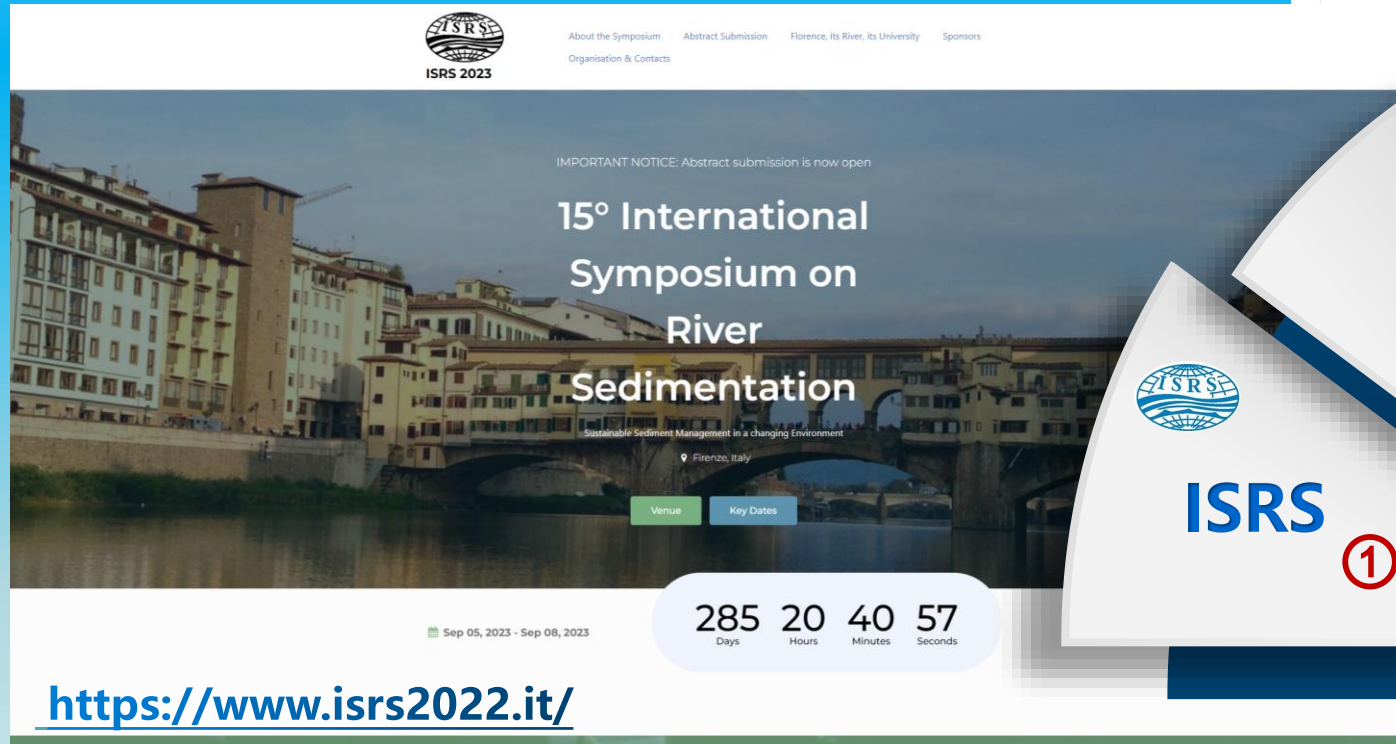 ISRS
ISRS 2023
About the Symposium Abstract Submission Florence, its River, its University Sponsors
Organisation & Contacts
IMPORTANT NOTICE: Abstract submission is now open
15° International
Symposium on
River
Sedimentation
Sustainable Sediment Management in a changing Environment
Firenze, Italy
Venue Key Dates
ISRS
ISRS
①
Sep 05, 2023 - Sep 08, 2023
285 20 40 57
Days Hours Minutes Seconds
https://www.isrs2022.it/